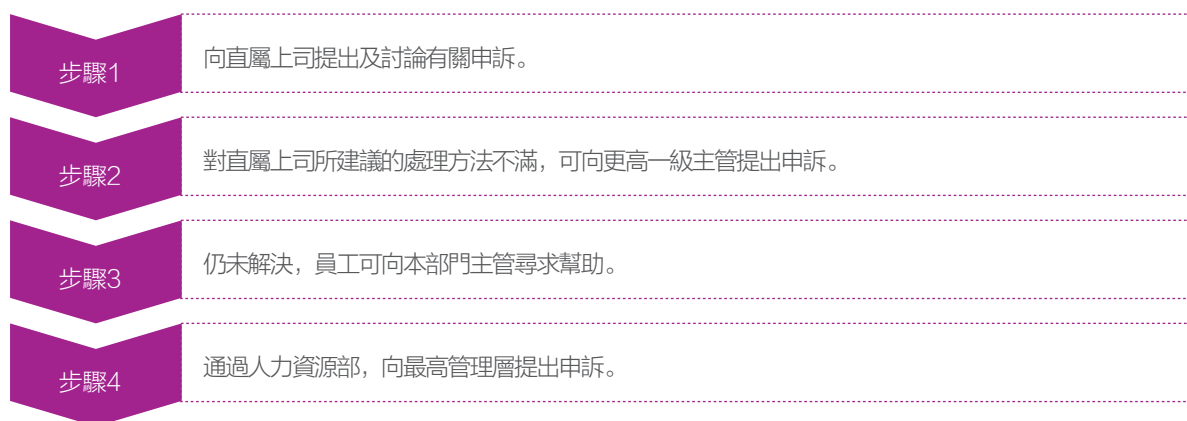 步驟1
向直屬上司提出及討論有關申訴。
步驟2
對直屬上司所建議的處理方法不滿，可向更高一級主管提出申訴。
步驟3
仍未解決，員工可向本部門主管尋求幫助。
步驟4
通過人力資源部，向最高管理層提出申訴。